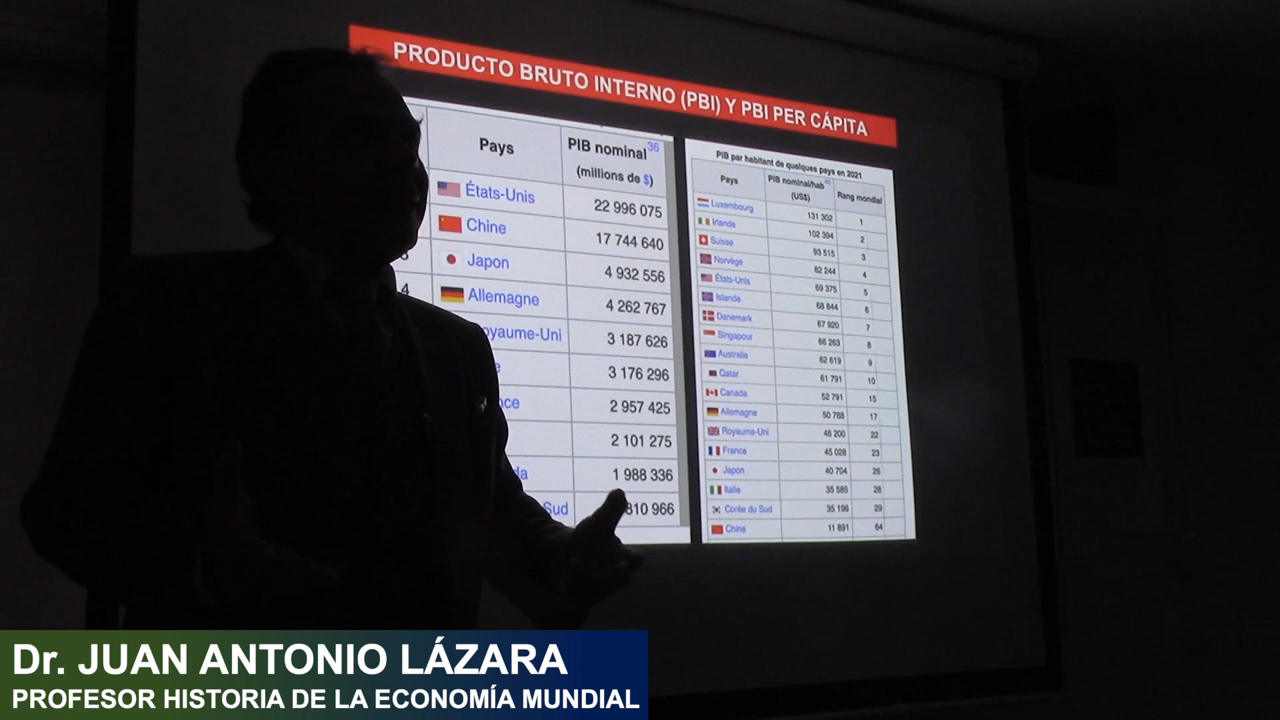 PRODUCTO BRUTO INTERNO (PBI) Y PBI PER CÁPITA
Pays PIB nominal36
(millions de $)
États-Unis 22 996 075
Chine 17 744 640
Japon 4 932 556
4 Allemagne 4 262 767
oyaume-Uni 3 187 626
e 3 176 296
nce 2 957 425
2 101 275
da 1 988 336
Sud 810 966
PIB par habitant de quelques pays en 2021
Pays PIB nominal/hab Rang mondial
(US$)
Luxembourg 131 302 1
Irlande 102 394 2
Suisse 93 515 3
Norvège 82 244 4
États-Unis 69 375 5
Islande 68 844 6
Danemark 67 920 7
Singapour 66 263 8
Australie 62 619 9
Qatar 61 791 10
Canada 52 791 15
Allemagne 50 788 17
Royaume-Uni 46 200 22
France 45 028 23
Japon 40 704 26
Italie 35 585 28
Corée du Sud 35 196 29
Chine 11 891 64
Dr. JUAN ANTONIO LÁZARA
PROFESOR HISTORIA DE LA ECONOMÍA MUNDIAL